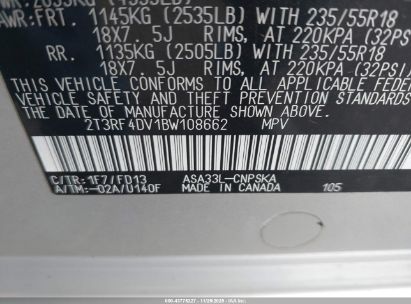 AWR:FRT. 1145KG (2535LB) WITH 235/55R18
18X7. 5J RIMS, AT 220KPA (32PSI
RR. 1135KG (2505LB) WITH 235/55R18
18X7. 5J RIMS, AT 220KPA (32PSI
THIS VEHICLE CONFORMS TO ALL APPLICABLE FEDERAL
VEHICLE SAFETY AND THEFT PREVENTION STANDARDS
THE DATE OF MANUFACTURE SHOWN ABOVE.
2T3RF4DV1BW108662 MPV
C/TR: 1F7/FD13 ASA33L-CNPSKA
A/TM:-02A/U140F MADE IN CANADA 105